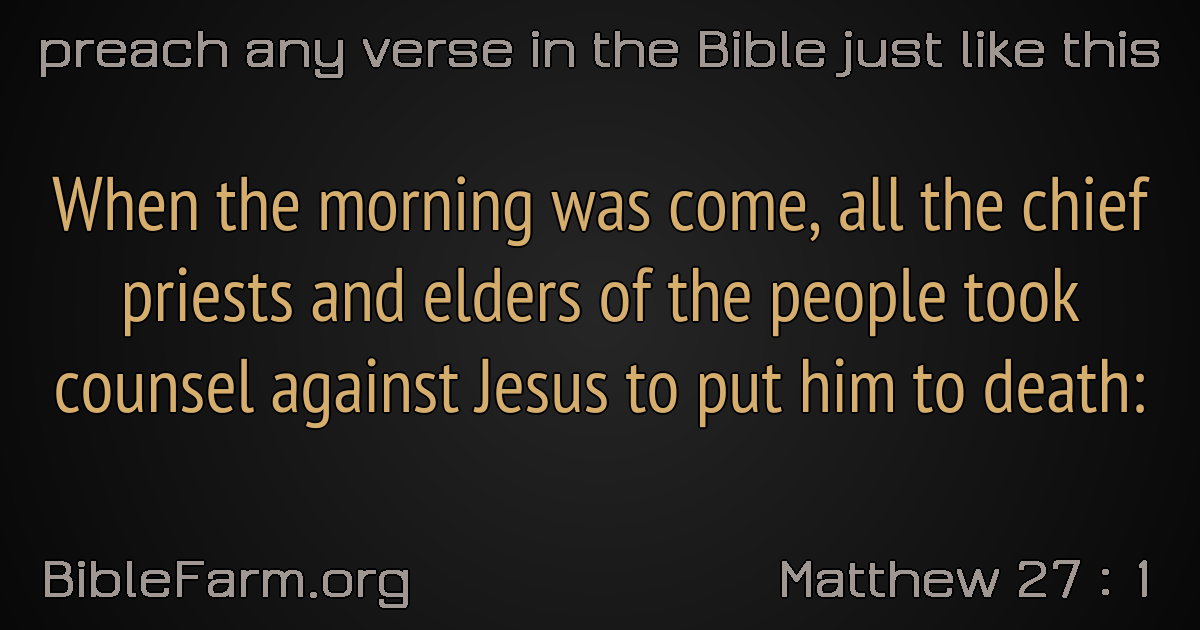 preach any verse in the Bible just like this
When the morning was come, all the chief
priests and elders of the people took
counsel against Jesus to put him to death:
BibleFarm.org
Matthew 27 : 1